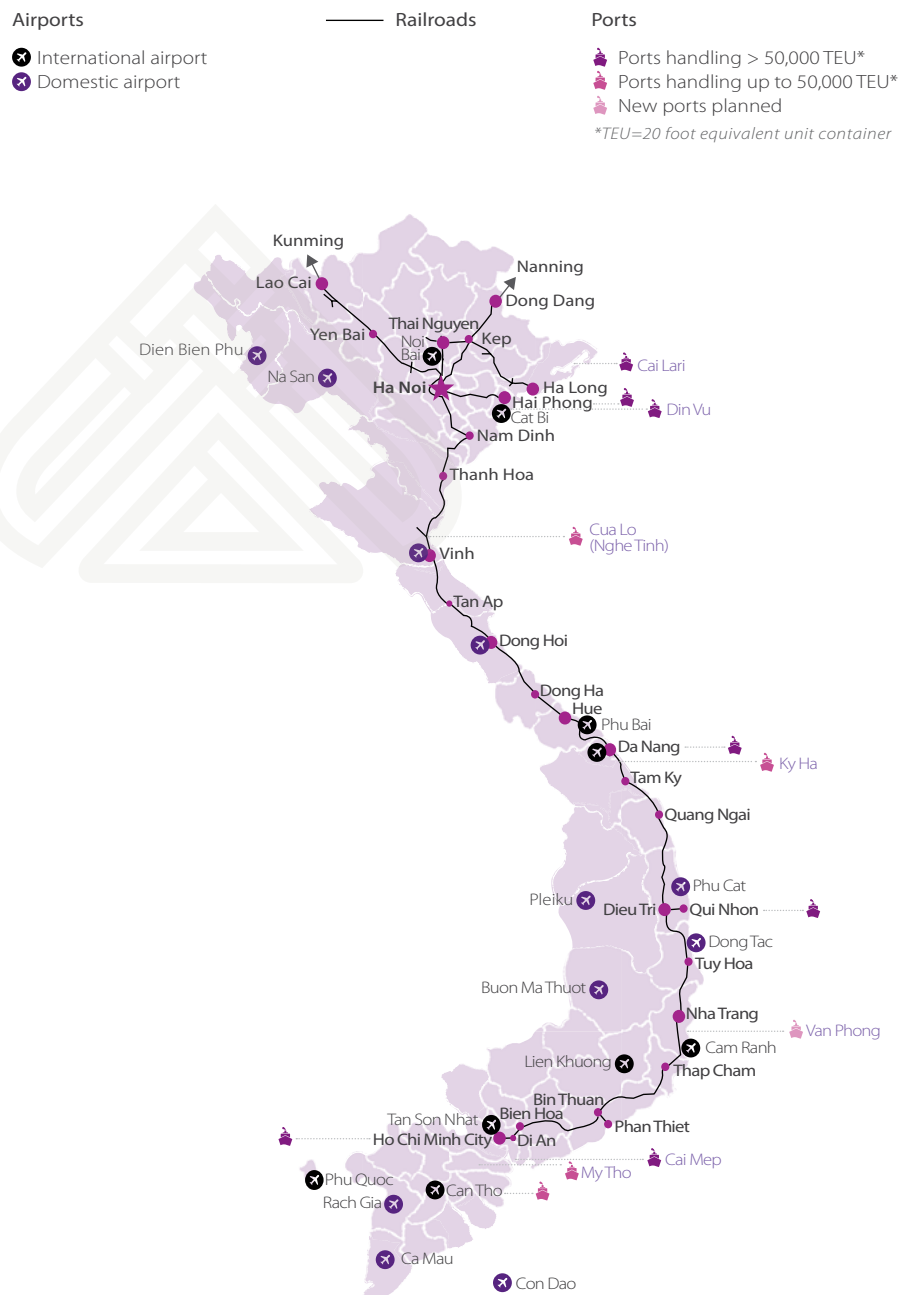 Airports
Railroads
Ports
International airport
Domestic airport
Ports handling > 50,000 TEU*
Ports handling up to 50,000 TEU*
New ports planned
*TEU=20 foot equivalent unit container
Kunming
Nanning
Lao Cai
Dong Dang
Thai Nguyen
Yen Bai
Noi
Bai
Kep
Dien Bien Phu
Cai Lari
Na San
Ha Noi
Ha Long
Hai Phong
Din Vu
Cat Bi
Nam Dinh
Thanh Hoa
Cua Lo
(Nghe Tinh)
Vinh
Tan Ap
Dong Hoi
Dong Ha
Hue
Phu Bai
Da Nang
Ky Ha
Tam Ky
Quang Ngai
Phu Cat
Pleiku
Dieu Tri
Qui Nhon
Dong Tac
Tuy Hoa
Buon Ma Thuot
Nha Trang
Van Phong
Cam Ranh
Lien Khuong
Thap Cham
Bin Thuan
Tan Son Nhat
Bien Hoa
Phan Thiet
Ho Chi Minh City
Di An
Cai Mep
My Tho
Phu Quoc
Can Tho
Rach Gia
Ca Mau
Con Dao